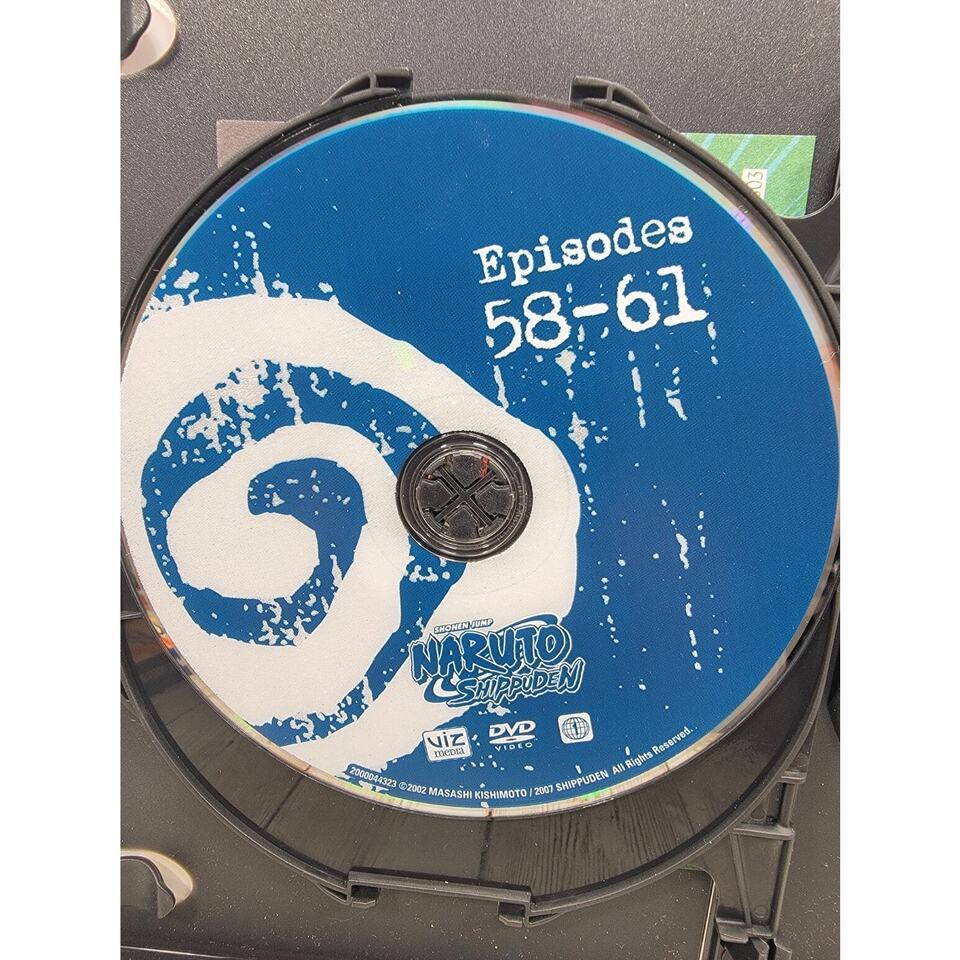 Episodes
58-61
SHONEN JUMP
NARUTO
SHIPPUDEN
VIZ
media
DVD
VIDEO
1
2000044323 ©2002 MASASHI KISHIMOTO / 2007 SHIPPUDEN All Rights Reserved.